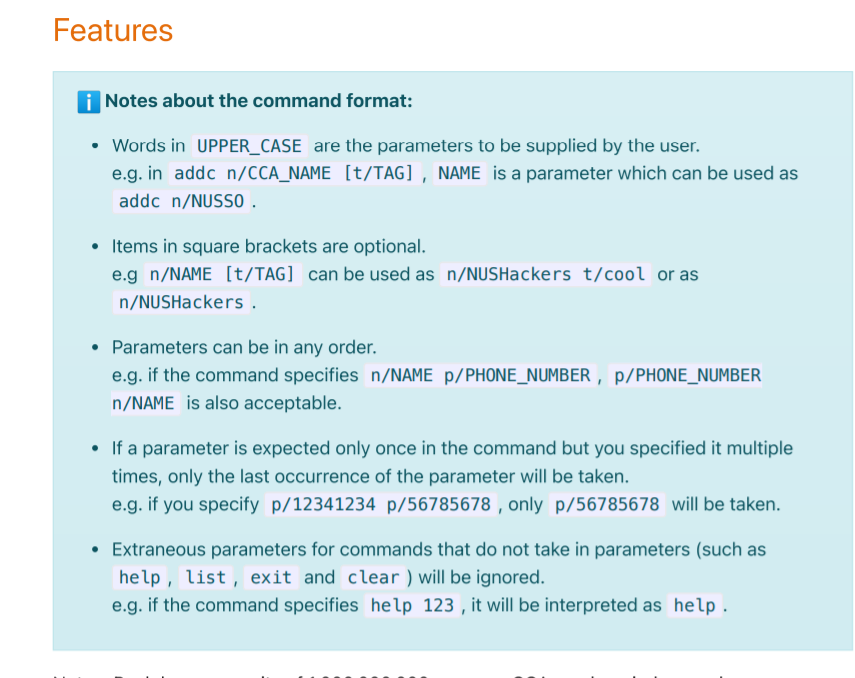 Features
Notes about the command format:
• Words in UPPER_CASE are the parameters to be supplied by the user.
e.g. in addc n/CCA_NAME [t/TAG] , NAME is a parameter which can be used as
addc n/NUSSO .
• Items in square brackets are optional.
e.g n/NAME [t/TAG] can be used as n/NUSHackers t/cool or as
n/NUSHackers .
• Parameters can be in any order.
e.g. if the command specifies n/NAME p/PHONE_NUMBER , p/PHONE_NUMBER
n/NAME is also acceptable.
• If a parameter is expected only once in the command but you specified it multiple
times, only the last occurrence of the parameter will be taken.
e.g. if you specify p/12341234 p/56785678 , only p/56785678 will be taken.
• Extraneous parameters for commands that do not take in parameters (such as
help , list , exit and clear ) will be ignored.
e.g. if the command specifies help 123 , it will be interpreted as help .